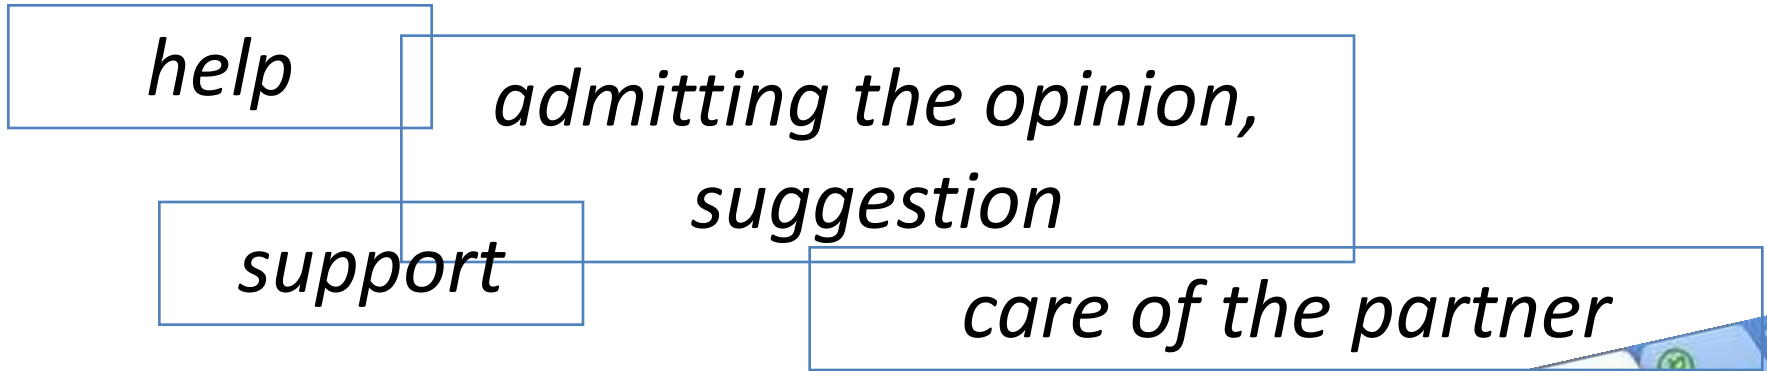 help
admitting the opinion,
suggestion
support
care of the partner